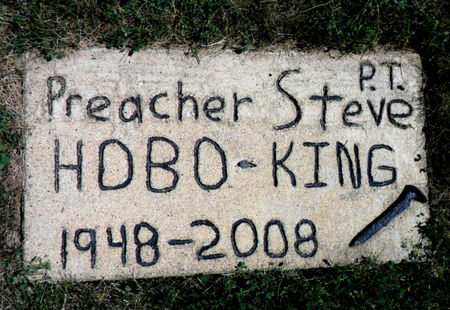 P.T.
Preacher Steve
HOBO-KING
1948-2008